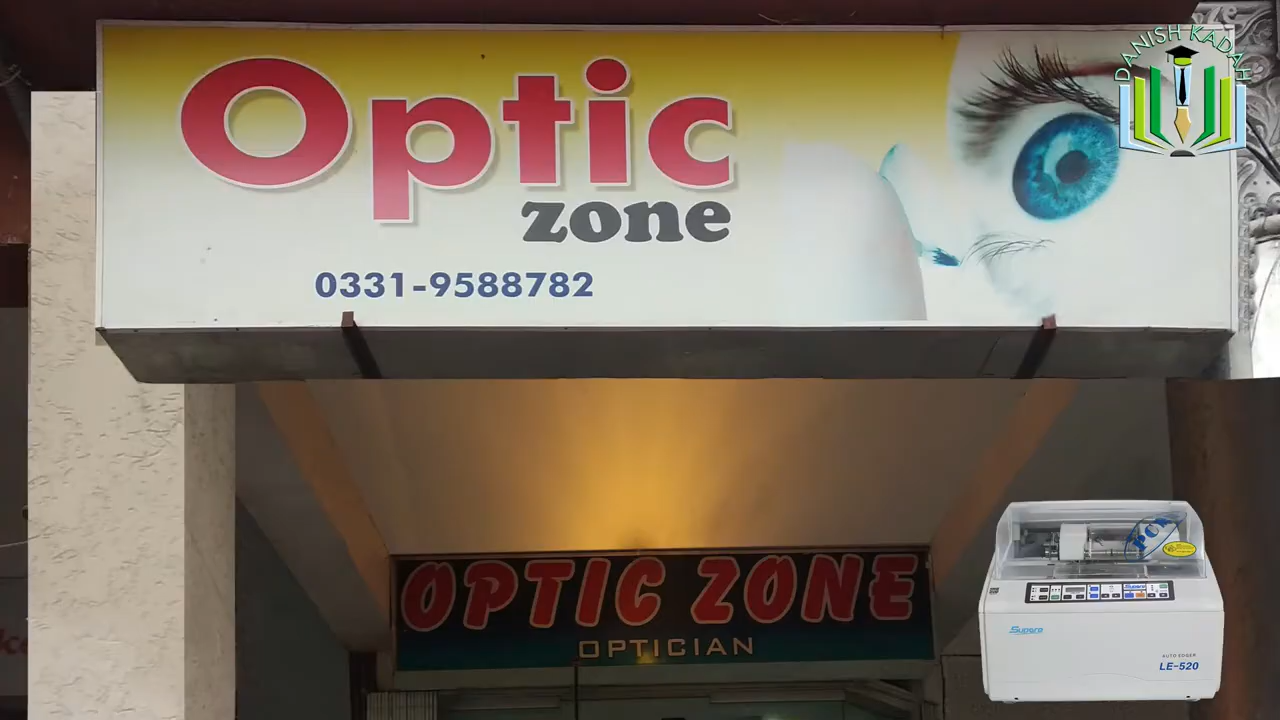 Optic
zone
0331-9588782
DANISH KADAH
OPTIC ZONE
OPTICIAN
Supore
AUTO EDGER
LE-520